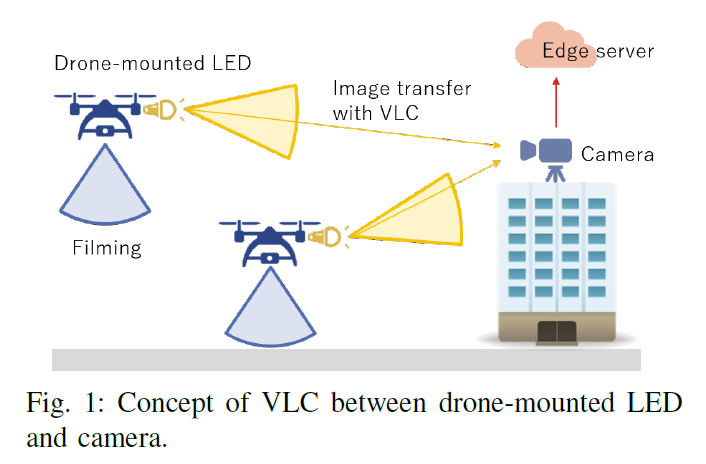 Edge server
Drone-mounted LED
Image transfer
with VLC
Camera
Filming
Fig. 1: Concept of VLC between drone-mounted LED
and camera.